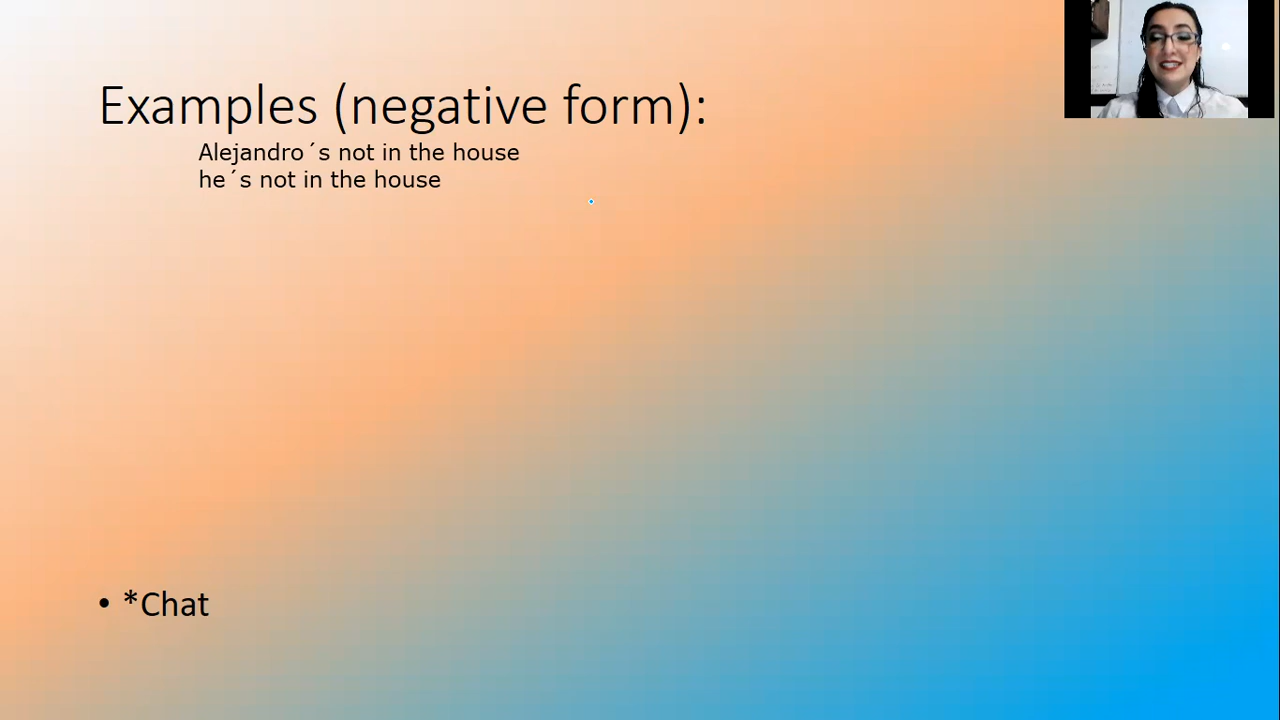 Examples (negative form):
Alejandro´s not in the house
he´s not in the house
• *Chat